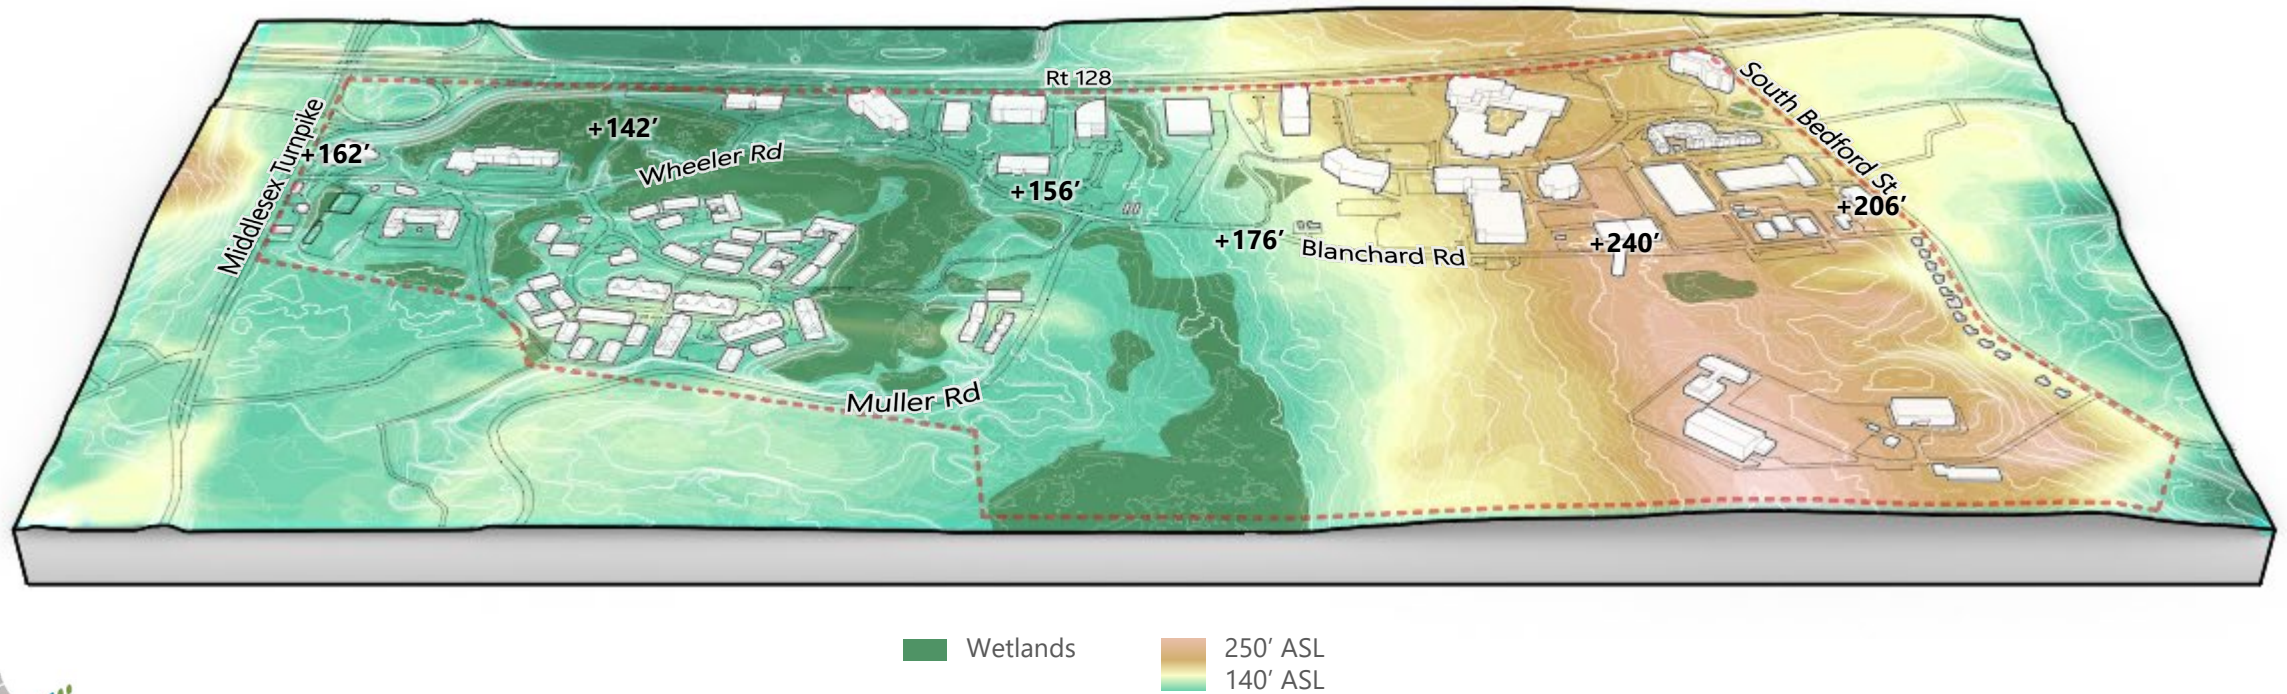 Rt 128
South Bedford St
Middlesex Turnpike
+162’
+142’
Wheeler Rd
+156’
+206’
+176’
Blanchard Rd
+240’
Muller Rd
Wetlands
250’ ASL
140’ ASL